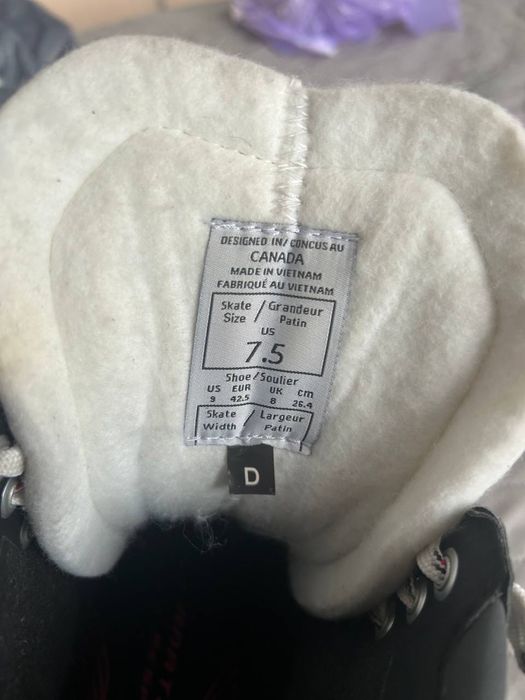 DESIGNED IN/CONCUS AU
CANADA
MADE IN VIETNAM
FABRIQUÉ AU VIETNAM
Skate / Grandeur
Size / Patin
US
7.5
Shoe/Soulier
US EUR UK cm
9 42.5 8 26.4
Skate / Largeur
Width / Patin
D